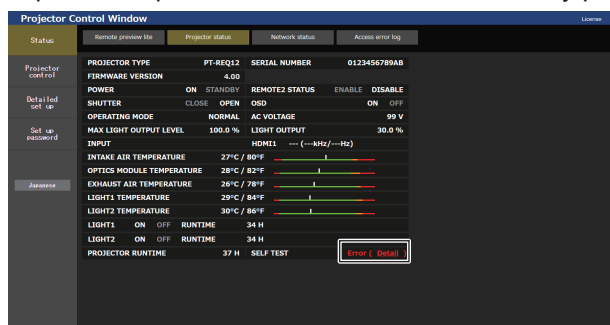 Projector Control Window License
Status Remote preview lite Projector status Network status Access error log
PROJECTOR TYPE PT-REQ12 SERIAL NUMBER 0123456789AB
Projector control
FIRMWARE VERSION 4.00
POWER ON STANDBY REMOTE2 STATUS ENABLE DISABLE
Detailed set up
SHUTTER CLOSE OPEN OSD ON OFF
OPERATING MODE NORMAL AC VOLTAGE 99 V
Set up password
MAX LIGHT OUTPUT LEVEL 100.0 % LIGHT OUTPUT 30.0 %
INPUT HDMI1 --- (---kHz/---Hz)
INTAKE AIR TEMPERATURE 27°C / 80°F
OPTICS MODULE TEMPERATURE 28°C / 82°F
EXHAUST AIR TEMPERATURE 26°C / 78°F
Japanese
LIGHT1 TEMPERATURE 29°C / 84°F
LIGHT2 TEMPERATURE 30°C / 86°F
LIGHT1 ON OFF RUNTIME 34 H
LIGHT2 ON OFF RUNTIME 34 H
PROJECTOR RUNTIME 37 H SELF TEST Error ( Detail )